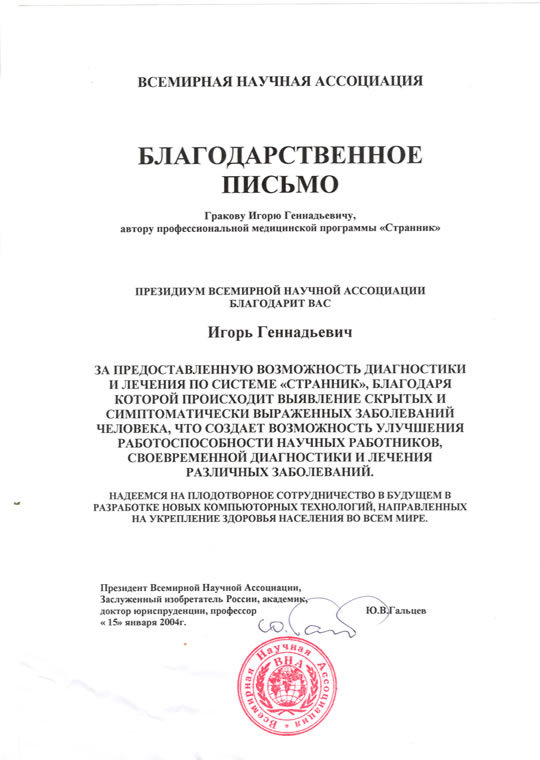 ВСЕМИРНАЯ НАУЧНАЯ АССОЦИАЦИЯ
БЛАГОДАРСТВЕННОЕ
ПИСЬМО
Гракову Игорю Геннадьевичу,
автору профессиональной медицинской программы «Странник»
ПРЕЗИДИУМ ВСЕМИРНОЙ НАУЧНОЙ АССОЦИАЦИИ
БЛАГОДАРИТ ВАС
Игорь Геннадьевич
ЗА ПРЕДОСТАВЛЕННУЮ ВОЗМОЖНОСТЬ ДИАГНОСТИКИ
И ЛЕЧЕНИЯ ПО СИСТЕМЕ «СТРАННИК», БЛАГОДАРЯ
КОТОРОЙ ПРОИСХОДИТ ВЫЯВЛЕНИЕ СКРЫТЫХ И
СИМПТОМАТИЧЕСКИ ВЫРАЖЕННЫХ ЗАБОЛЕВАНИЙ
ЧЕЛОВЕКА, ЧТО СОЗДАЕТ ВОЗМОЖНОСТЬ УЛУЧШЕНИЯ
РАБОТОСПОСОБНОСТИ НАУЧНЫХ РАБОТНИКОВ,
СВОЕВРЕМЕННОЙ ДИАГНОСТИКИ И ЛЕЧЕНИЯ
РАЗЛИЧНЫХ ЗАБОЛЕВАНИЙ.
НАДЕЕМСЯ НА ПЛОДОТВОРНОЕ СОТРУДНИЧЕСТВО В БУДУЩЕМ В
РАЗРАБОТКЕ НОВЫХ КОМПЬЮТОРНЫХ ТЕХНОЛОГИЙ, НАПРАВЛЕННЫХ
НА УКРЕПЛЕНИЕ ЗДОРОВЬЯ НАСЕЛЕНИЯ ВО ВСЕМ МИРЕ.
Президент Всемирной Научной Ассоциации,
Заслуженный изобретатель России, академик,
доктор юриспруденции, профессор Ю.В.Гальцев
« 15» января 2004г.
Всемирная Научная Ассоциация
ВНА